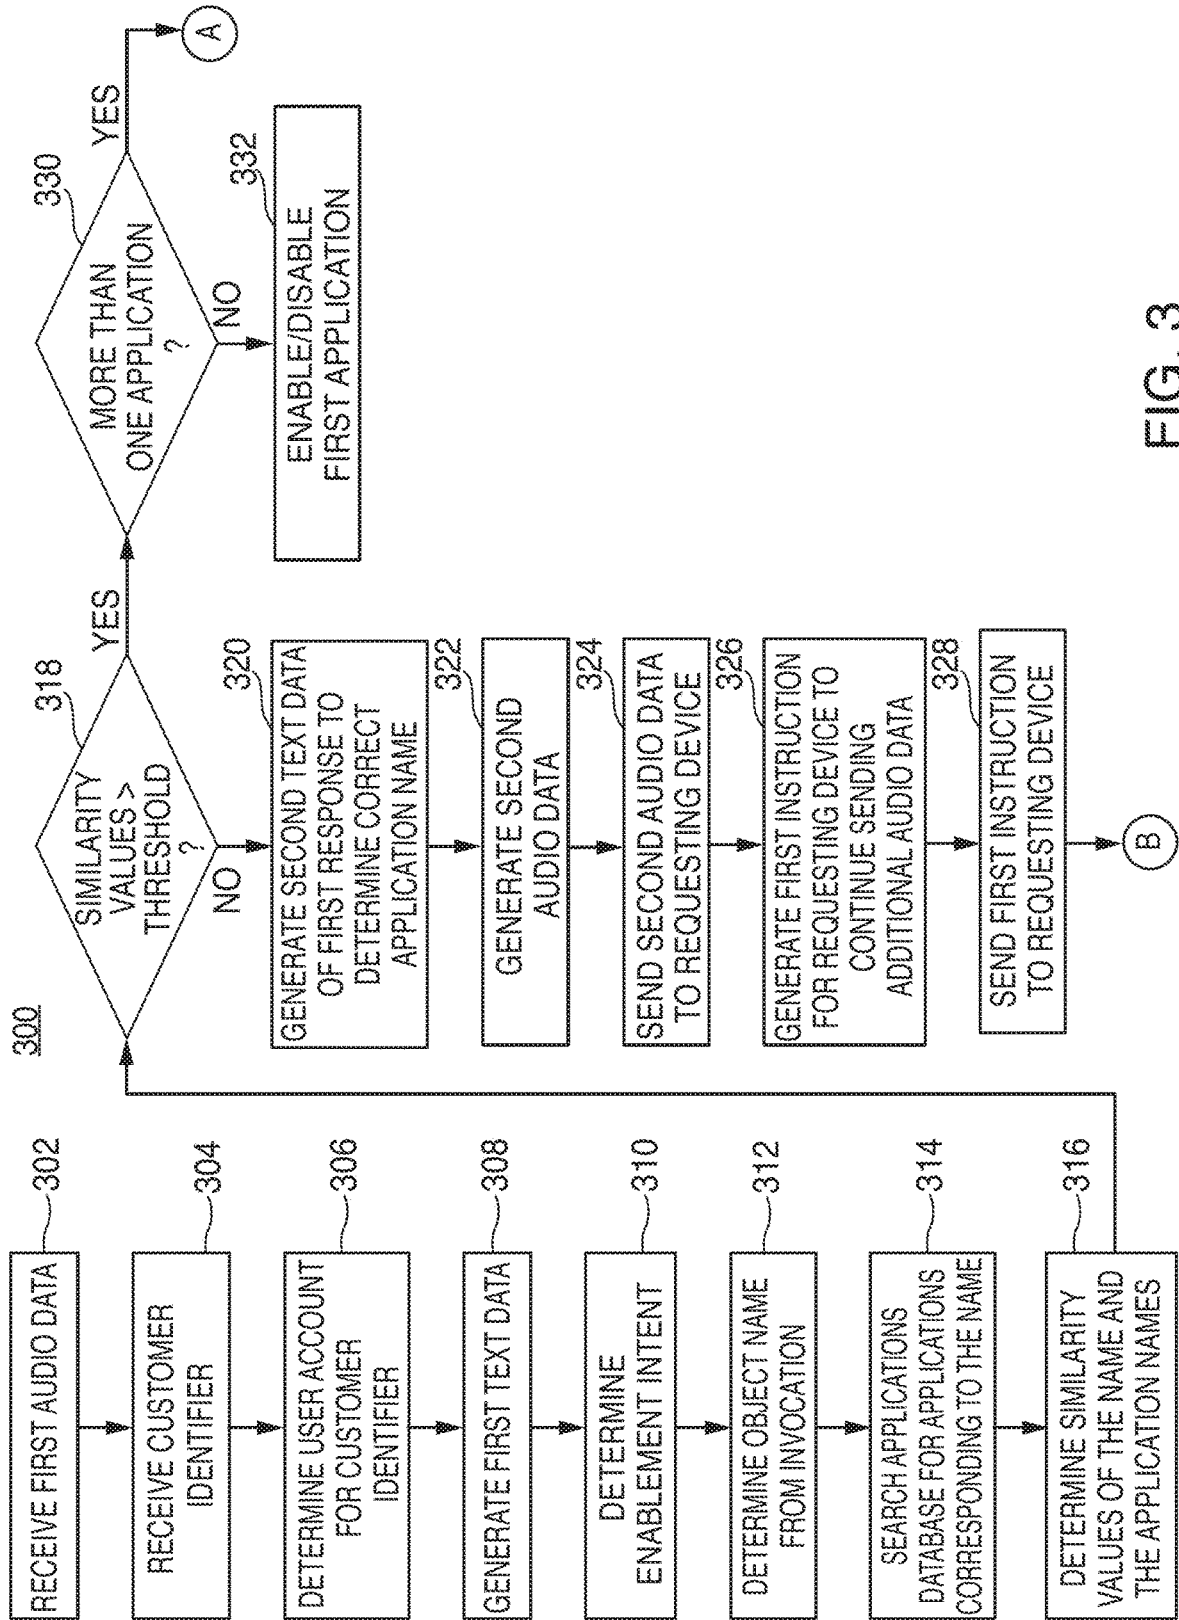 300
RECEIVE FIRST AUDIO DATA
302
RECEIVE CUSTOMER
IDENTIFIER
304
DETERMINE USER ACCOUNT
FOR CUSTOMER
IDENTIFIER
306
GENERATE FIRST TEXT DATA
308
DETERMINE
ENABLEMENT INTENT
310
DETERMINE OBJECT NAME
FROM INVOCATION
312
SEARCH APPLICATIONS
DATABASE FOR APPLICATIONS
CORRESPONDING TO THE NAME
314
DETERMINE SIMILARITY
VALUES OF THE NAME AND
THE APPLICATION NAMES
316
SIMILARITY
VALUES >
THRESHOLD
?
318
YES
NO
GENERATE SECOND TEXT DATA
OF FIRST RESPONSE TO
DETERMINE CORRECT
APPLICATION NAME
320
GENERATE SECOND
AUDIO DATA
322
SEND SECOND AUDIO DATA
TO REQUESTING DEVICE
324
GENERATE FIRST INSTRUCTION
FOR REQUESTING DEVICE TO
CONTINUE SENDING
ADDITIONAL AUDIO DATA
326
SEND FIRST INSTRUCTION
TO REQUESTING DEVICE
328
B
MORE THAN
ONE APPLICATION
?
330
YES
A
NO
ENABLE/DISABLE
FIRST APPLICATION
332
FIG. 3